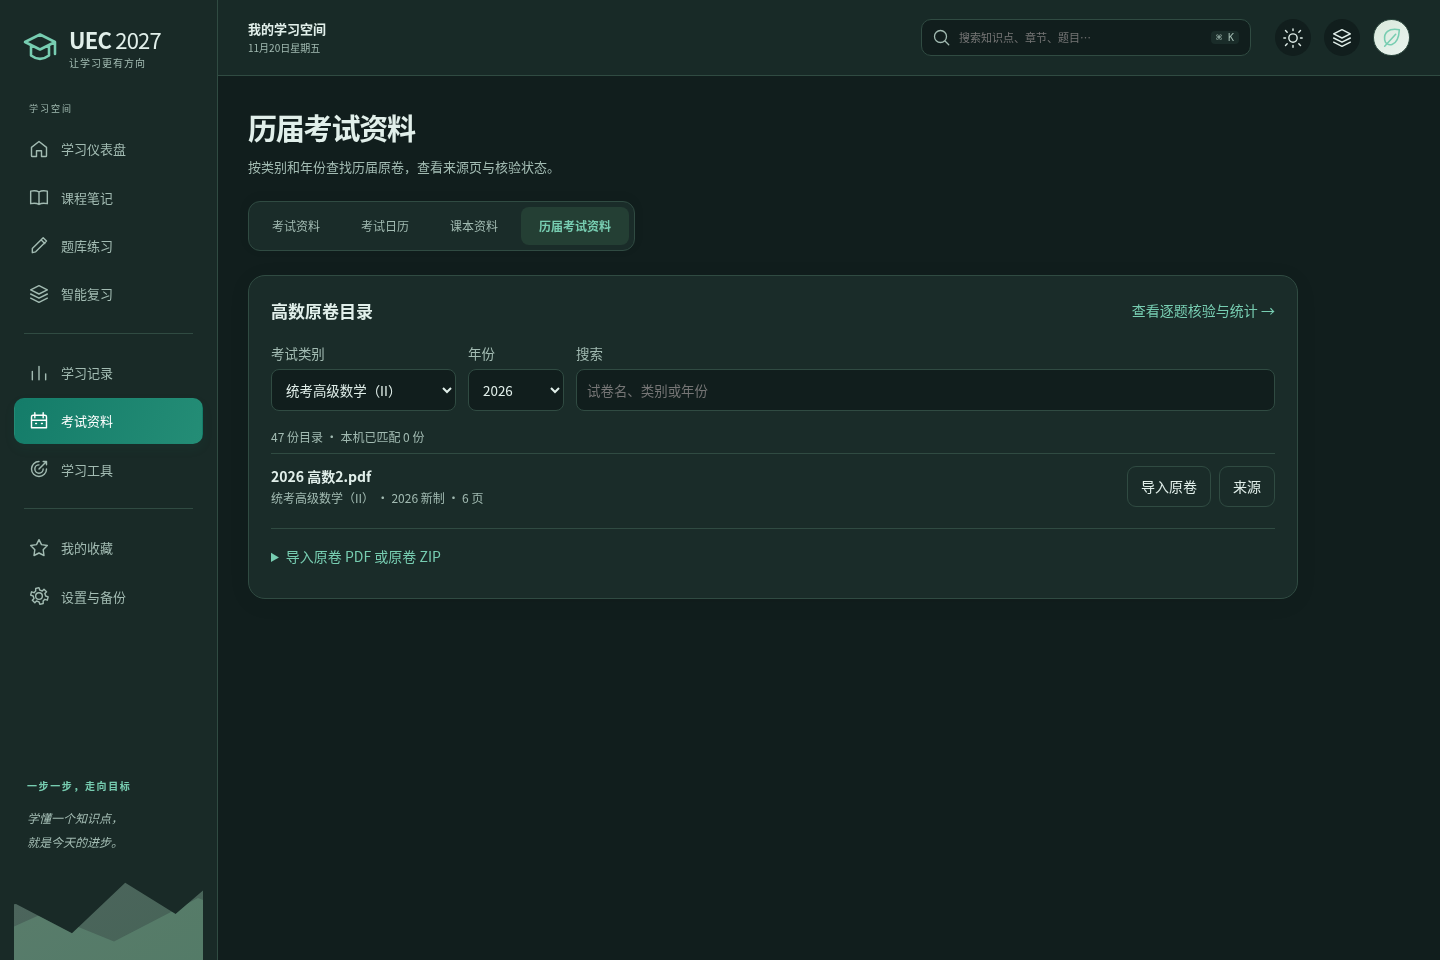 UEC 2027
让学习更有方向
学习空间
学习仪表盘
课程笔记
题库练习
智能复习
学习记录
考试资料
学习工具
我的收藏
设置与备份
一步一步，走向目标
学懂一个知识点，
就是今天的进步。
我的学习空间
11月20日星期五
搜索知识点、章节、题目…
⌘ K
历届考试资料
按类别和年份查找历届原卷，查看来源页与核验状态。
考试资料 考试日历 课本资料 历届考试资料
高数原卷目录
查看逐题核验与统计 →
考试类别 年份 搜索
统考高级数学（II） 2026 试卷名、类别或年份
47 份目录 · 本机已匹配 0 份
2026 高数2.pdf
统考高级数学（II） · 2026 新制 · 6 页
导入原卷 来源
▶ 导入原卷 PDF 或原卷 ZIP